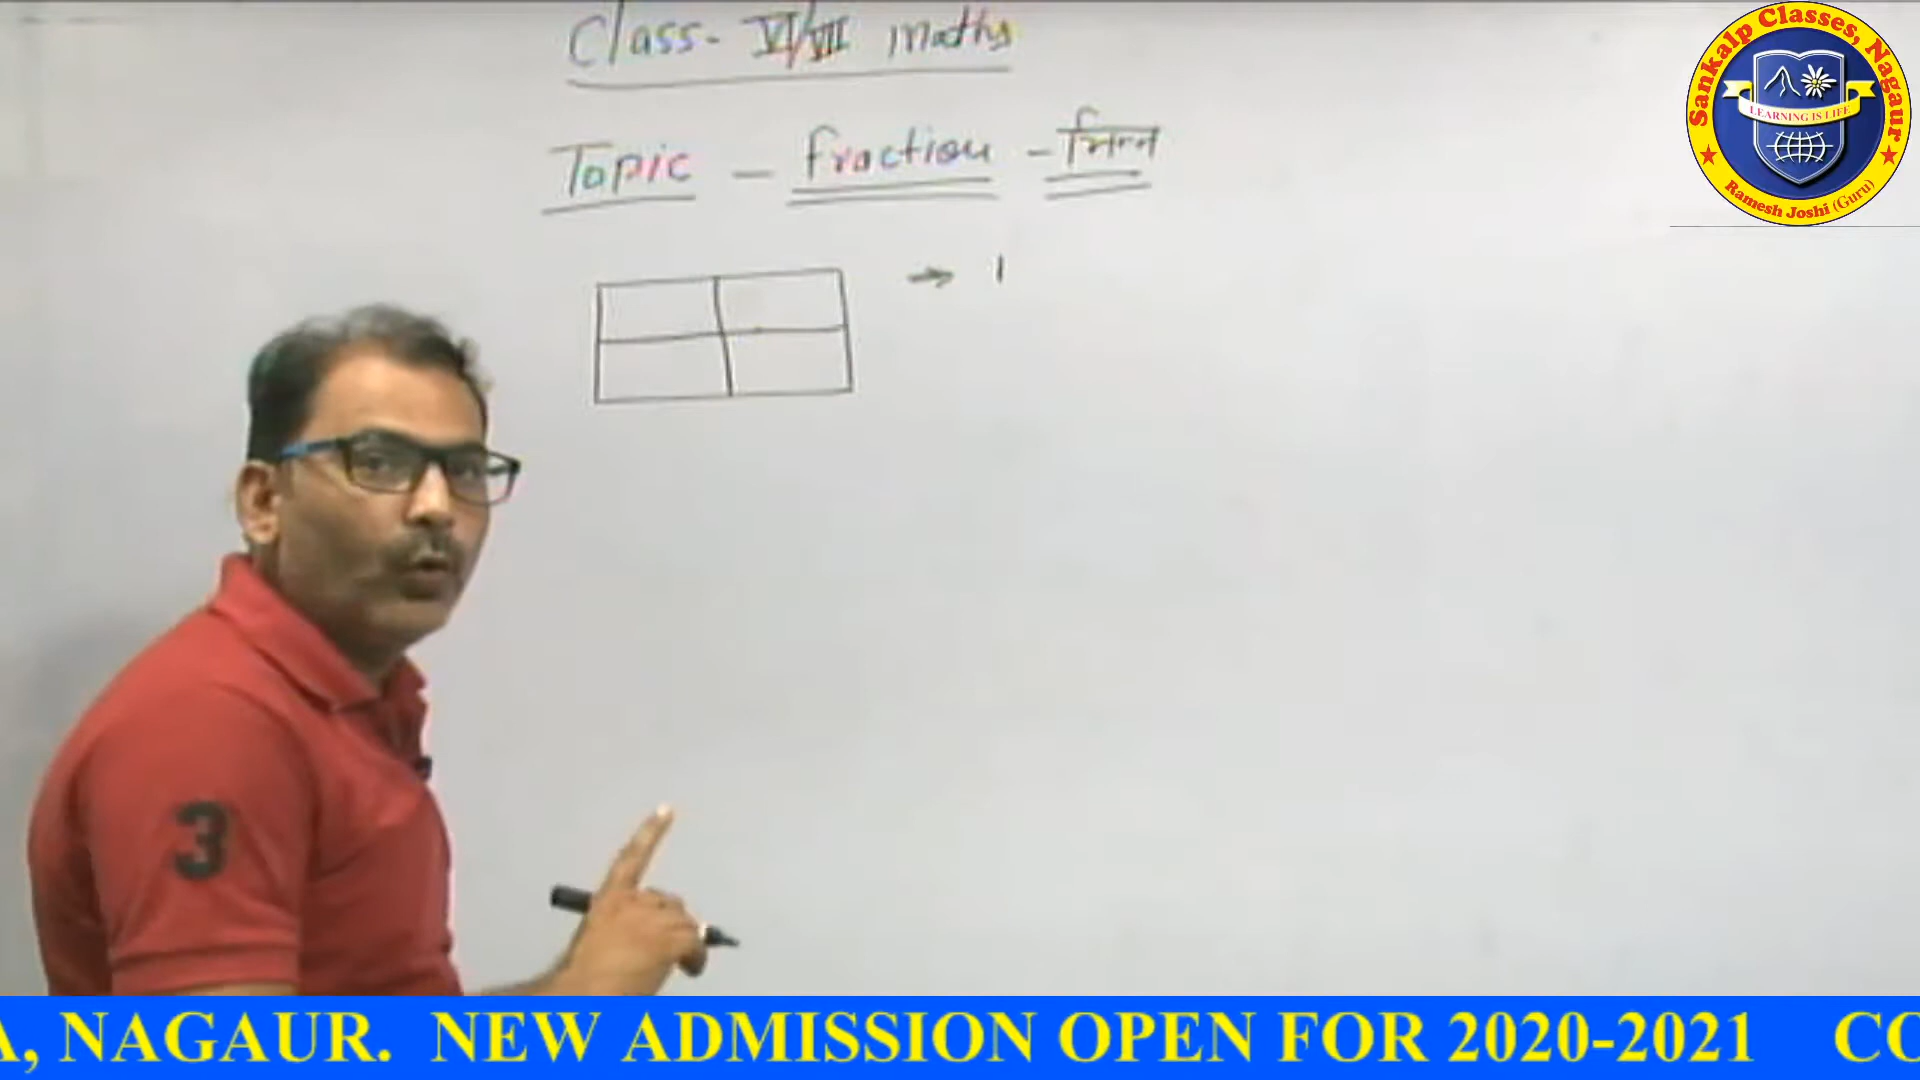 Class- VI/VII Maths
Topic - fraction - भिन्न
→ 1
Sankalp Classes, Nagaur
LEARNING IS LIFE
Ramesh Joshi (Guru)
3
A, NAGAUR. NEW ADMISSION OPEN FOR 2020-2021 CO